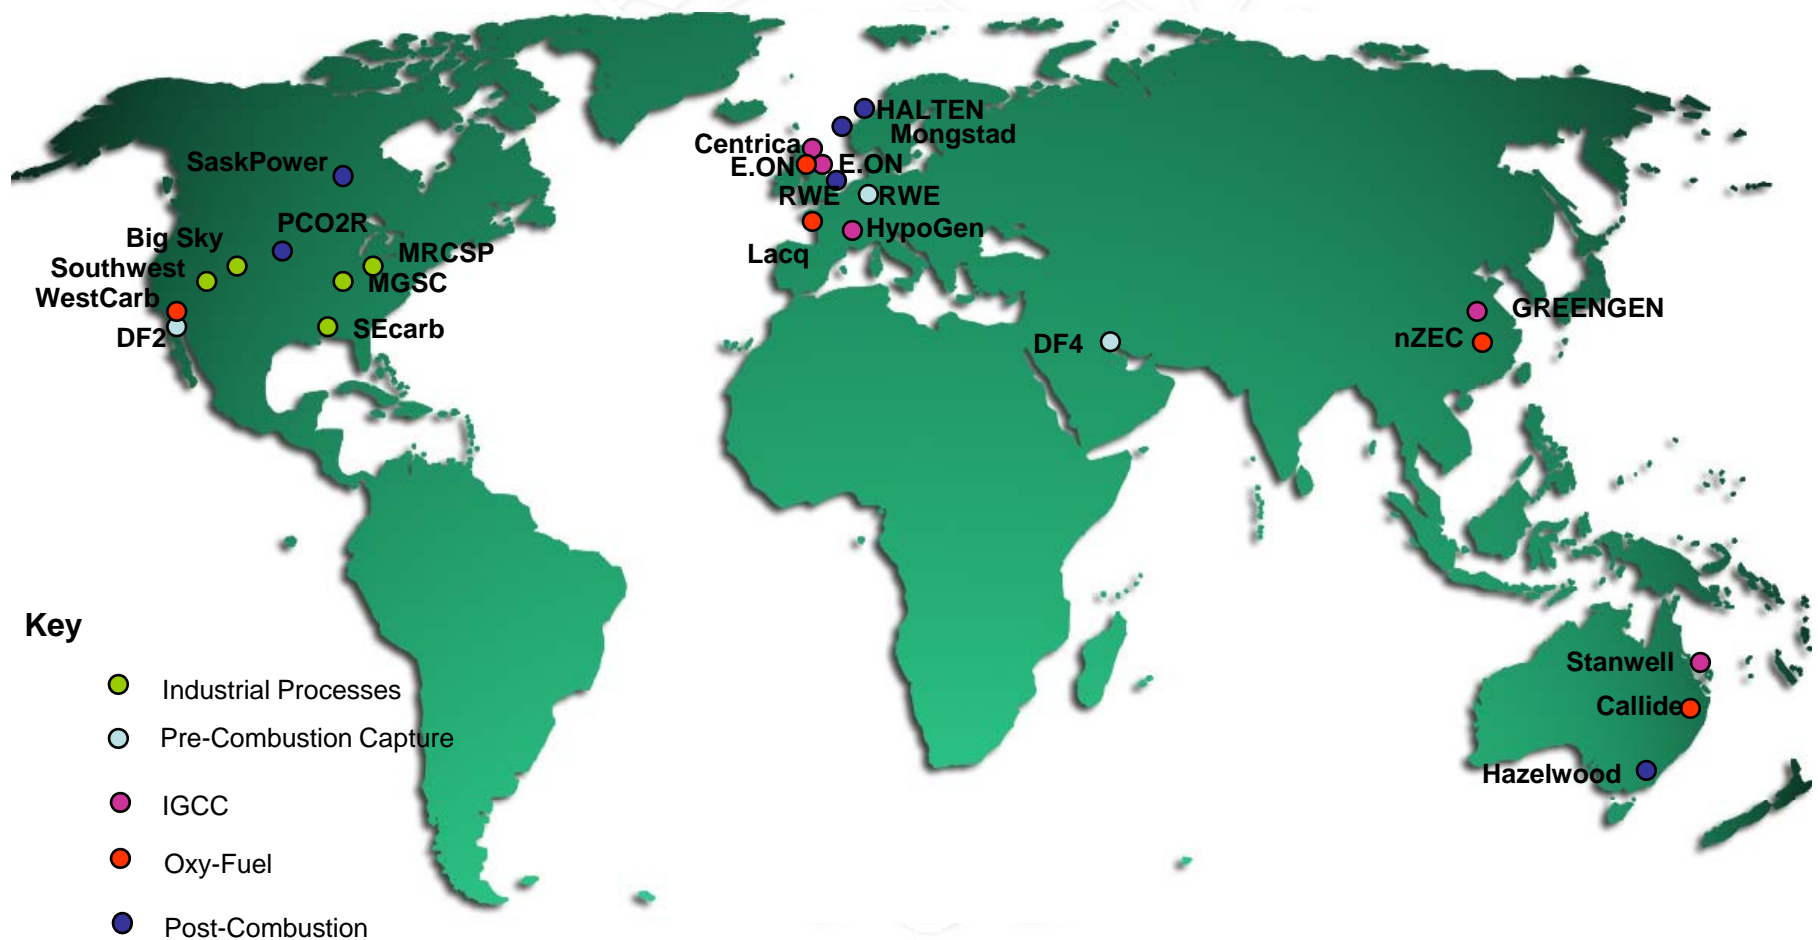 HALTEN
Mongstad
Centrica
E.ON
E.ON
SaskPower
RWE
RWE
PCO2R
HypoGen
Big Sky
MRCSP
Lacq
Southwest
MGSC
WestCarb
GREENGEN
SEcarb
DF2
DF4
nZEC
Key
Stanwell
Industrial Processes
Callide
Pre-Combustion Capture
Hazelwood
IGCC
Oxy-Fuel
Post-Combustion